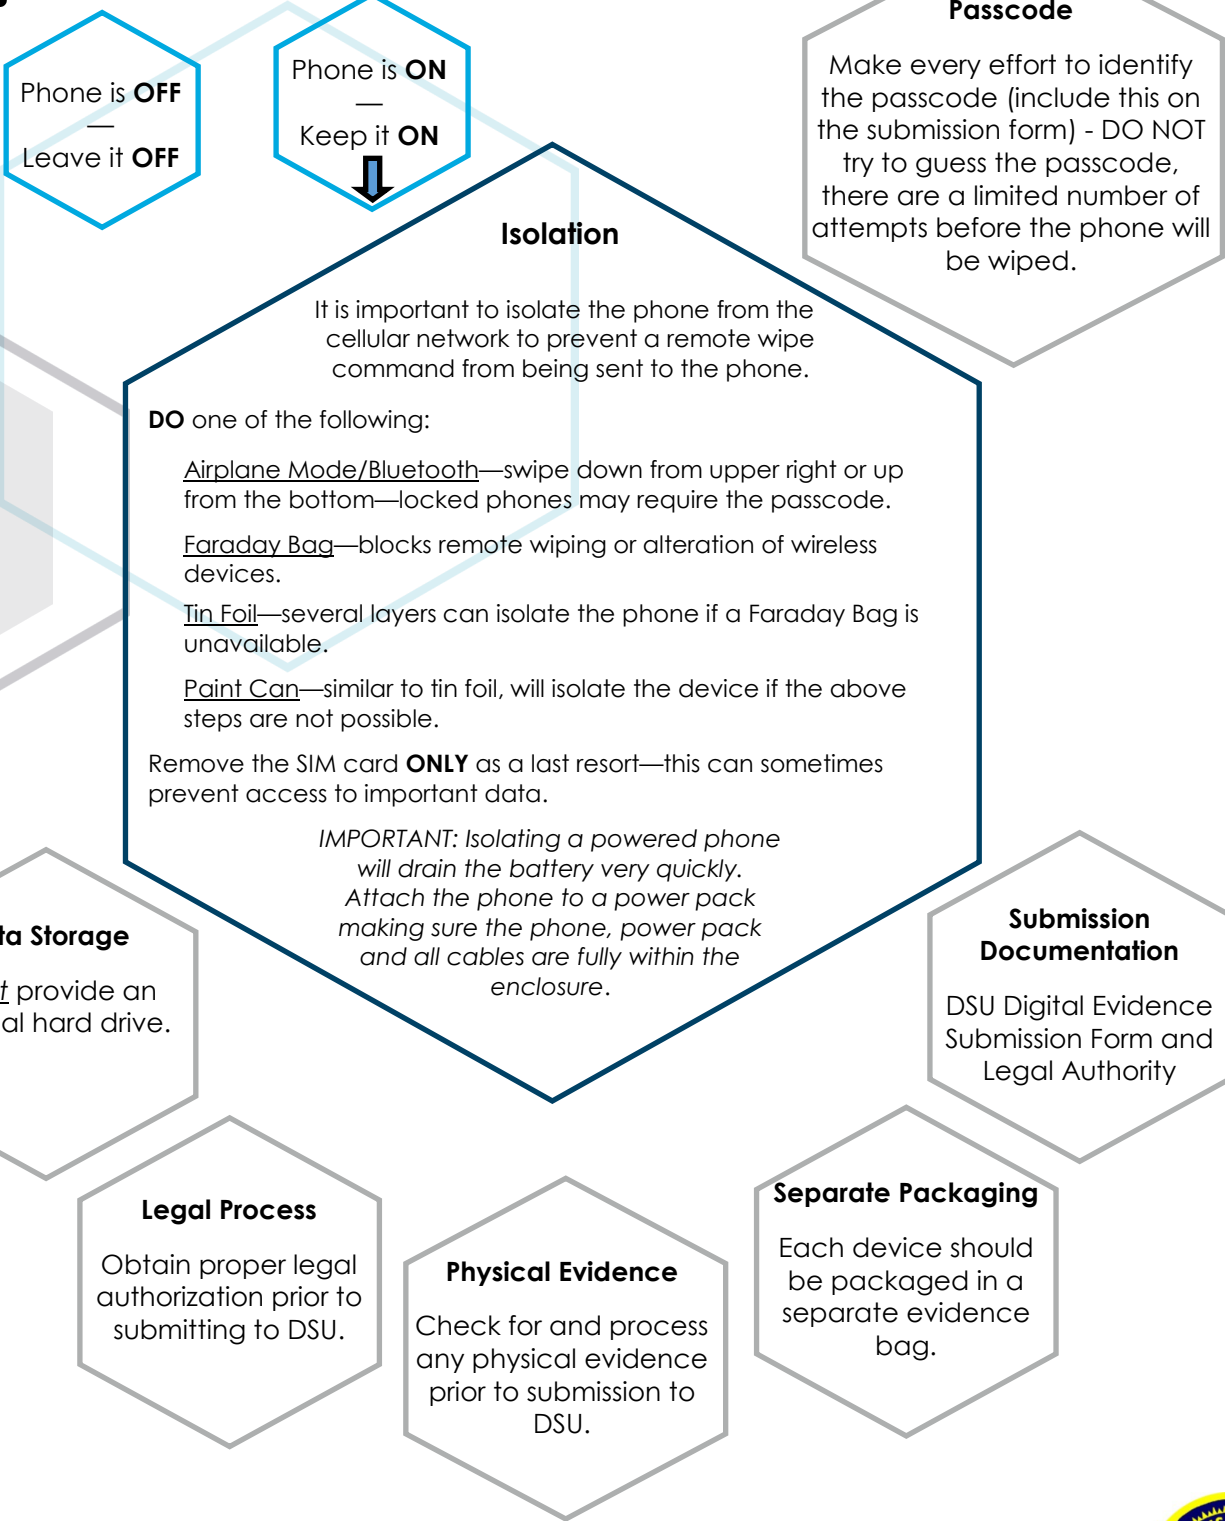 Phone is OFF
—
Leave it OFF
Phone is ON
—
Keep it ON
Passcode
Make every effort to identify
the passcode (include this on
the submission form) - DO NOT
try to guess the passcode,
there are a limited number of
attempts before the phone will
be wiped.
Isolation
It is important to isolate the phone from the
cellular network to prevent a remote wipe
command from being sent to the phone.
DO one of the following:
Airplane Mode/Bluetooth—swipe down from upper right or up
from the bottom—locked phones may require the passcode.
Faraday Bag—blocks remote wiping or alteration of wireless
devices.
Tin Foil—several layers can isolate the phone if a Faraday Bag is
unavailable.
Paint Can—similar to tin foil, will isolate the device if the above
steps are not possible.
Remove the SIM card ONLY as a last resort—this can sometimes
prevent access to important data.
IMPORTANT: Isolating a powered phone
will drain the battery very quickly.
Attach the phone to a power pack
making sure the phone, power pack
and all cables are fully within the
enclosure.
ta Storage
t provide an
al hard drive.
Submission
Documentation
DSU Digital Evidence
Submission Form and
Legal Authority
Legal Process
Obtain proper legal
authorization prior to
submitting to DSU.
Physical Evidence
Check for and process
any physical evidence
prior to submission to
DSU.
Separate Packaging
Each device should
be packaged in a
separate evidence
bag.